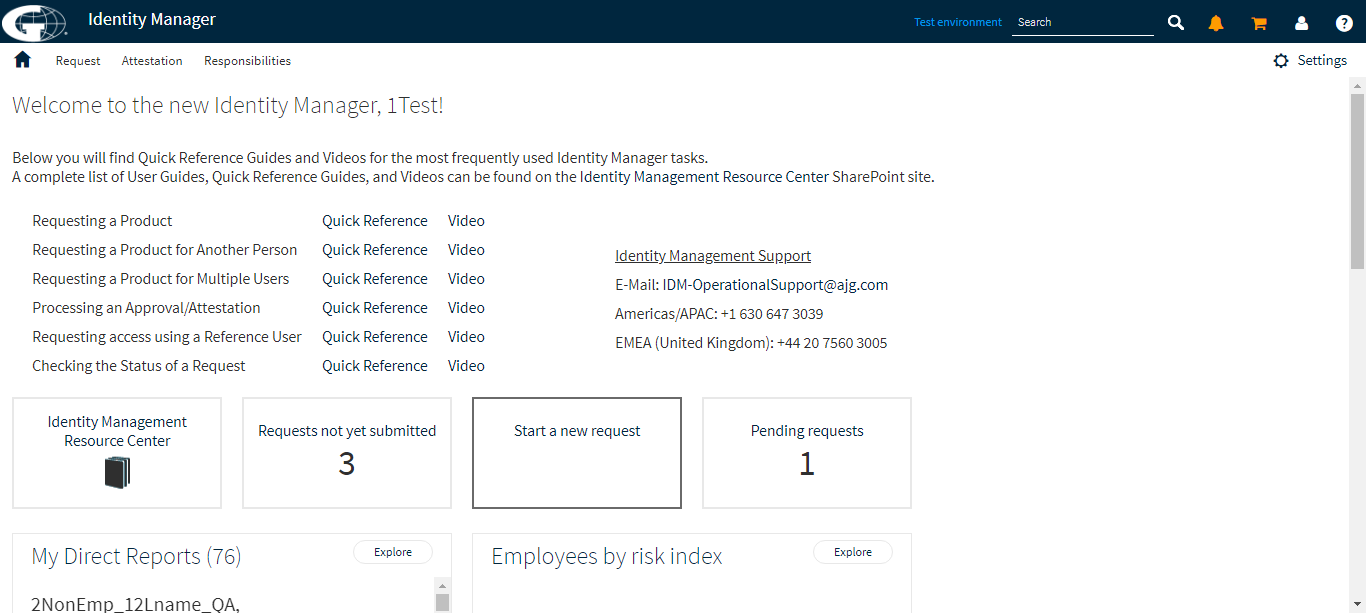 Identity Manager
Test environment
Search
Request Attestation Responsibilities
Settings
Welcome to the new Identity Manager, 1Test!
Below you will find Quick Reference Guides and Videos for the most frequently used Identity Manager tasks.
A complete list of User Guides, Quick Reference Guides, and Videos can be found on the Identity Management Resource Center SharePoint site.
Requesting a Product Quick Reference Video
Requesting a Product for Another Person Quick Reference Video
Requesting a Product for Multiple Users Quick Reference Video
Processing an Approval/Attestation Quick Reference Video
Requesting access using a Reference User Quick Reference Video
Checking the Status of a Request Quick Reference Video
Identity Management Support
E-Mail: IDM-OperationalSupport@ajg.com
Americas/APAC: +1 630 647 3039
EMEA (United Kingdom): +44 20 7560 3005
Identity Management
Resource Center
Requests not yet submitted
3
Start a new request
Pending requests
1
My Direct Reports (76)
Explore
2NonEmp_12Lname_QA,
Employees by risk index
Explore